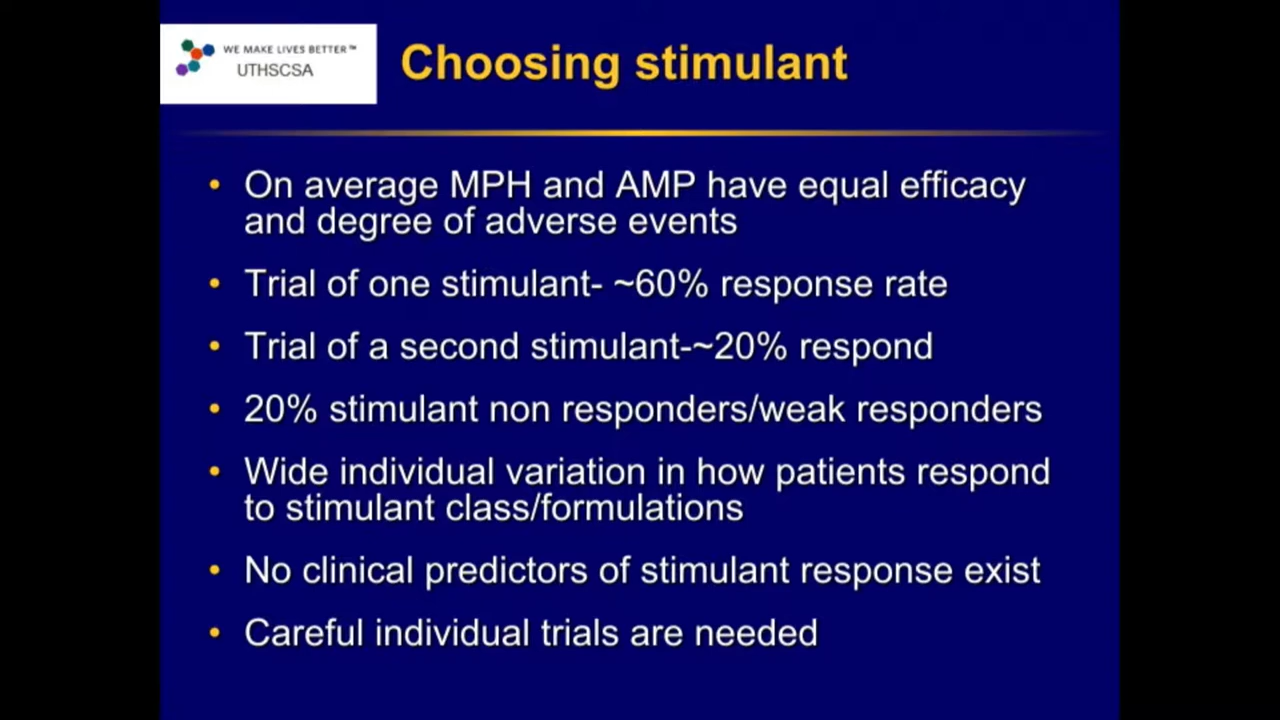 WE MAKE LIVES BETTER™
UTHSCSA
Choosing stimulant
• On average MPH and AMP have equal efficacy
and degree of adverse events
• Trial of one stimulant- ~60% response rate
• Trial of a second stimulant-~20% respond
• 20% stimulant non responders/weak responders
• Wide individual variation in how patients respond
to stimulant class/formulations
• No clinical predictors of stimulant response exist
• Careful individual trials are needed